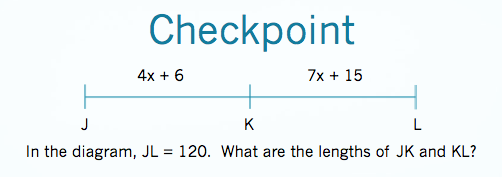 Checkpoint
4x + 6 7x + 15
J K L
In the diagram, JL = 120. What are the lengths of JK and KL?